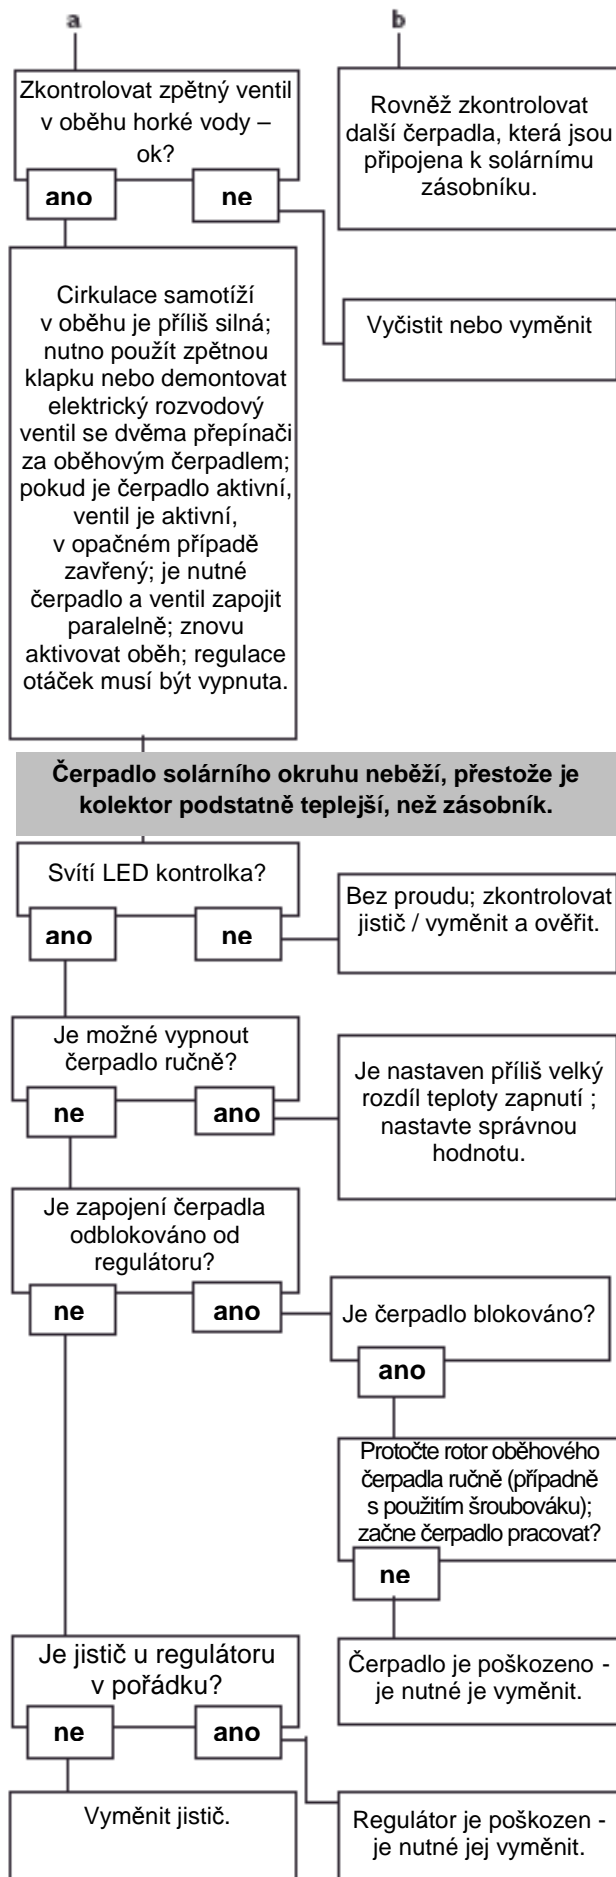 a
b
Zkontrolovat zpětný ventil
v oběhu horké vody –
ok?
ano
ne
Rovněž zkontrolovat
další čerpadla, která jsou
připojena k solárnímu
zásobníku.
Cirkulace samotíží
v oběhu je příliš silná;
nutno použít zpětnou
klapku nebo demontovat
elektrický rozvodový
ventil se dvěma přepínači
za oběhovým čerpadlem;
pokud je čerpadlo aktivní,
ventil je aktivní,
v opačném případě
zavřený; je nutné
čerpadlo a ventil zapojit
paralelně; znovu
aktivovat oběh; regulace
otáček musí být vypnuta.
Vyčistit nebo vyměnit
Čerpadlo solárního okruhu neběží, přestože je
kolektor podstatně teplejší, než zásobník.
Svítí LED kontrolka?
ano
ne
Bez proudu; zkontrolovat
jistič / vyměnit a ověřit.
Je možné vypnout
čerpadlo ručně?
ne
ano
Je nastaven příliš velký
rozdíl teploty zapnutí ;
nastavte správnou
hodnotu.
Je zapojení čerpadla
odblokováno od
regulátoru?
ne
ano
Je čerpadlo blokováno?
ano
Protočte rotor oběhového
čerpadla ručně (případně
s použitím šroubováku);
začne čerpadlo pracovat?
ne
Čerpadlo je poškozeno -
je nutné je vyměnit.
Je jistič u regulátoru
v pořádku?
ne
ano
Vyměnit jistič.
Regulátor je poškozen -
je nutné jej vyměnit.